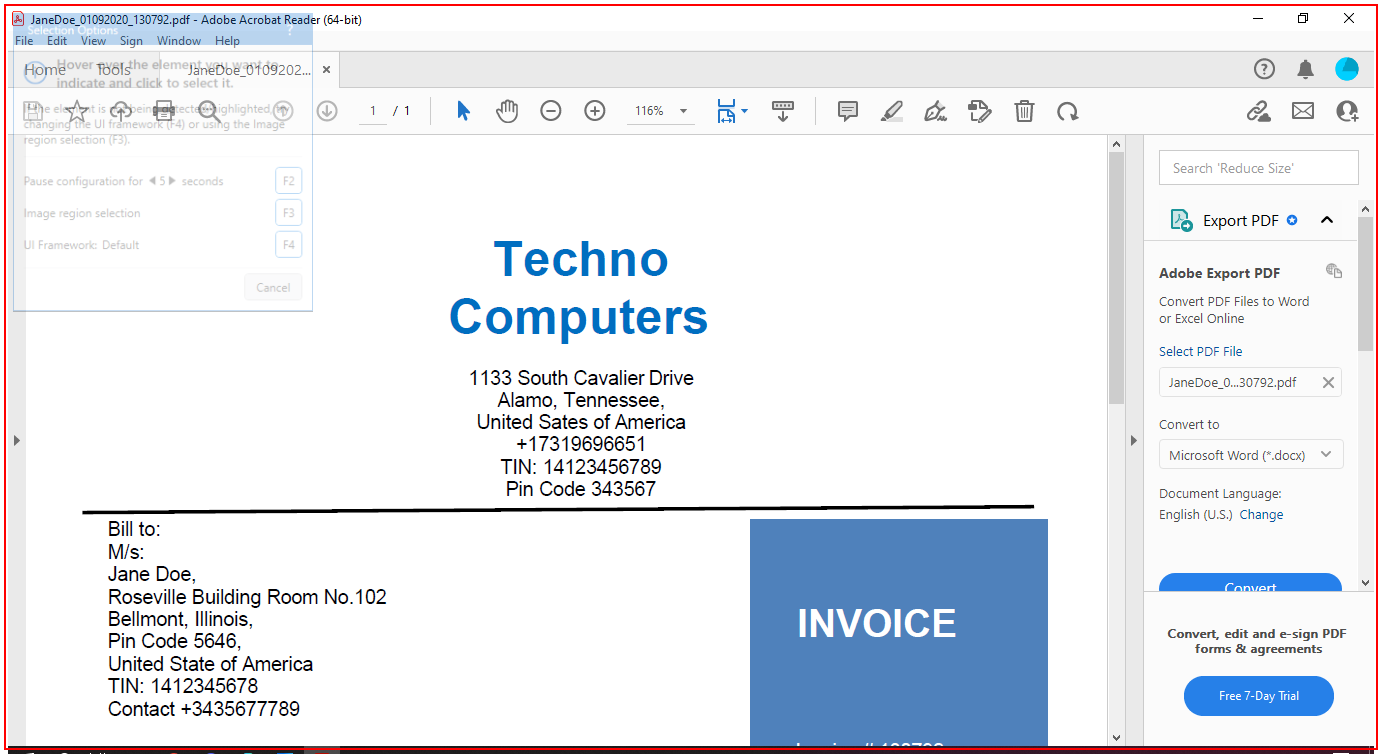 JaneDoe_01092020_130792.pdf - Adobe Acrobat Reader (64-bit)
Selection Options ?
File Edit View Sign Window Help
Home Tools JaneDoe_0109202...
Hover over the element you want to
indicate and click to select it.
1 / 1 116%
element is being highlighted,
changing the UI framework (F4) or using the Image
region selection (F3).
Pause configuration for 5 seconds F2
Image region selection F3
UI Framework: Default F4
Cancel
Techno
Computers
1133 South Cavalier Drive
Alamo, Tennessee,
United Sates of America
+17319696651
TIN: 14123456789
Pin Code 343567
Bill to:
M/s:
Jane Doe,
Roseville Building Room No.102
Bellmont, Illinois,
Pin Code 5646,
United State of America
TIN: 1412345678
Contact +3435677789
INVOICE
Search 'Reduce Size'
Export PDF
Adobe Export PDF
Convert PDF Files to Word
or Excel Online
Select PDF File
JaneDoe_0...30792.pdf
Convert to
Microsoft Word (*.docx)
Document Language:
English (U.S.) Change
Convert
Convert, edit and e-sign PDF
forms & agreements
Free 7-Day Trial